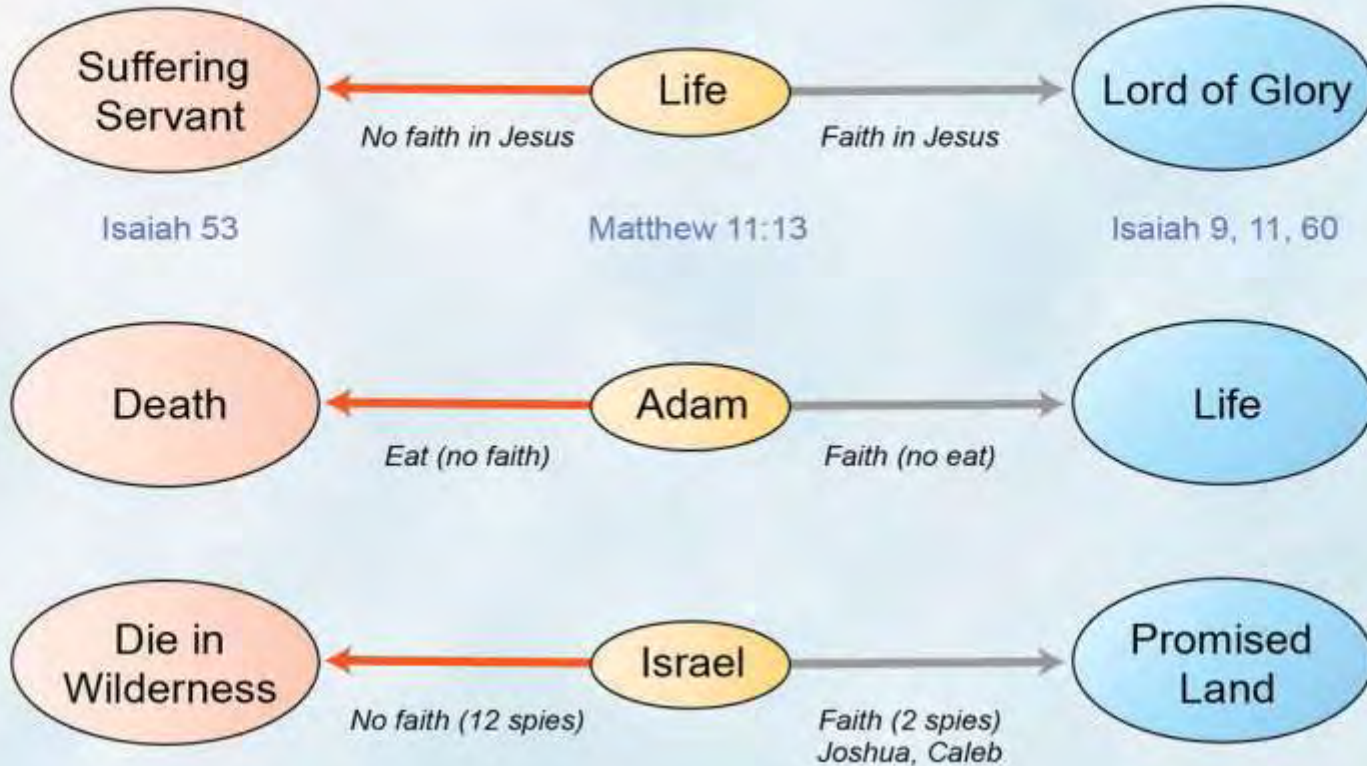 Suffering
Servant
Life
Lord of Glory
No faith in Jesus
Faith in Jesus
Isaiah 53
Matthew 11:13
Isaiah 9, 11, 60
Death
Adam
Life
Eat (no faith)
Faith (no eat)
Die in
Wilderness
Israel
Promised
Land
No faith (12 spies)
Faith (2 spies)
Joshua, Caleb